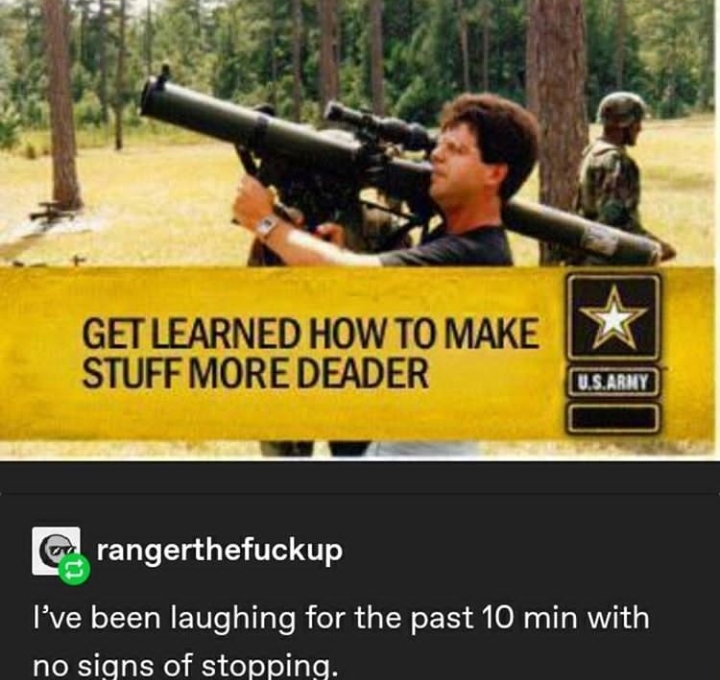 GET LEARNED HOW TO MAKE
STUFF MORE DEADER
U.S.ARMY
rangerthefuckup
I've been laughing for the past 10 min with
no signs of stopping.